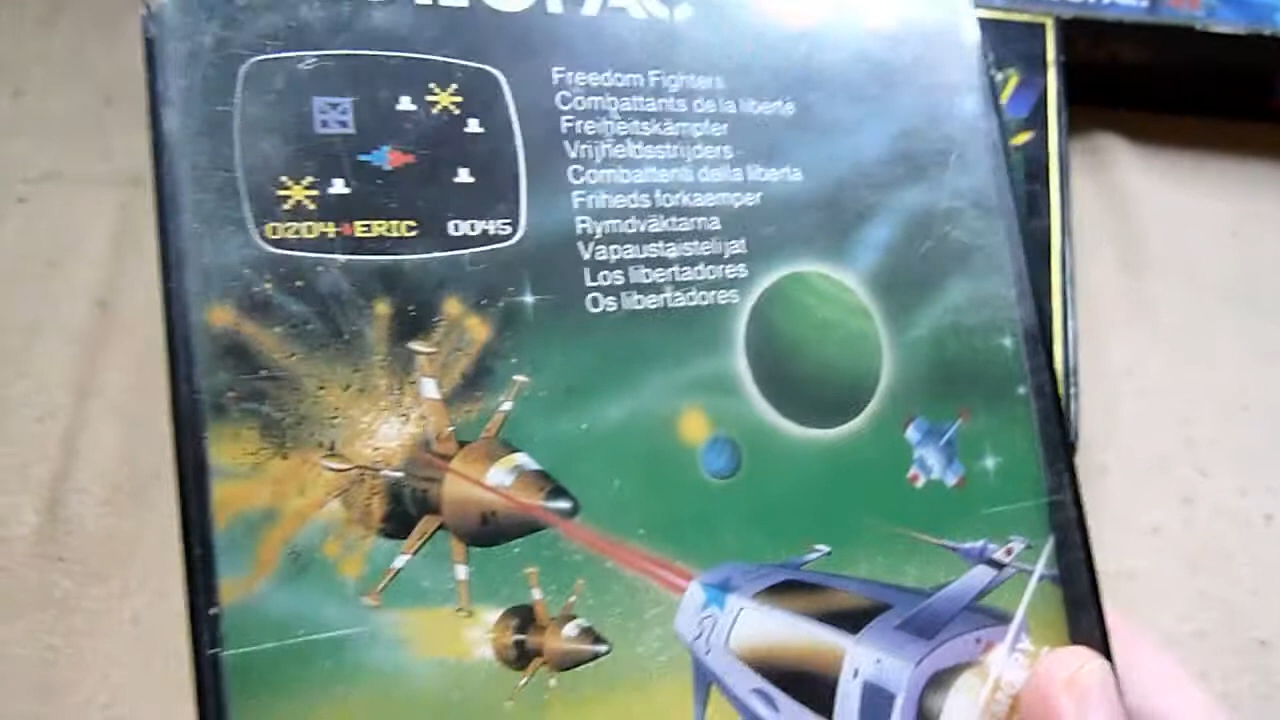 Freedom Fighters
Combattants de la liberté
Freiheitskämpfer
Vrijheidsstrijders
Combattenti della liberta
Friheds forkaemper
Rymdväktarna
Vapaustaistelijat
Los libertadores
Os libertadores
0204 ERIC 0045